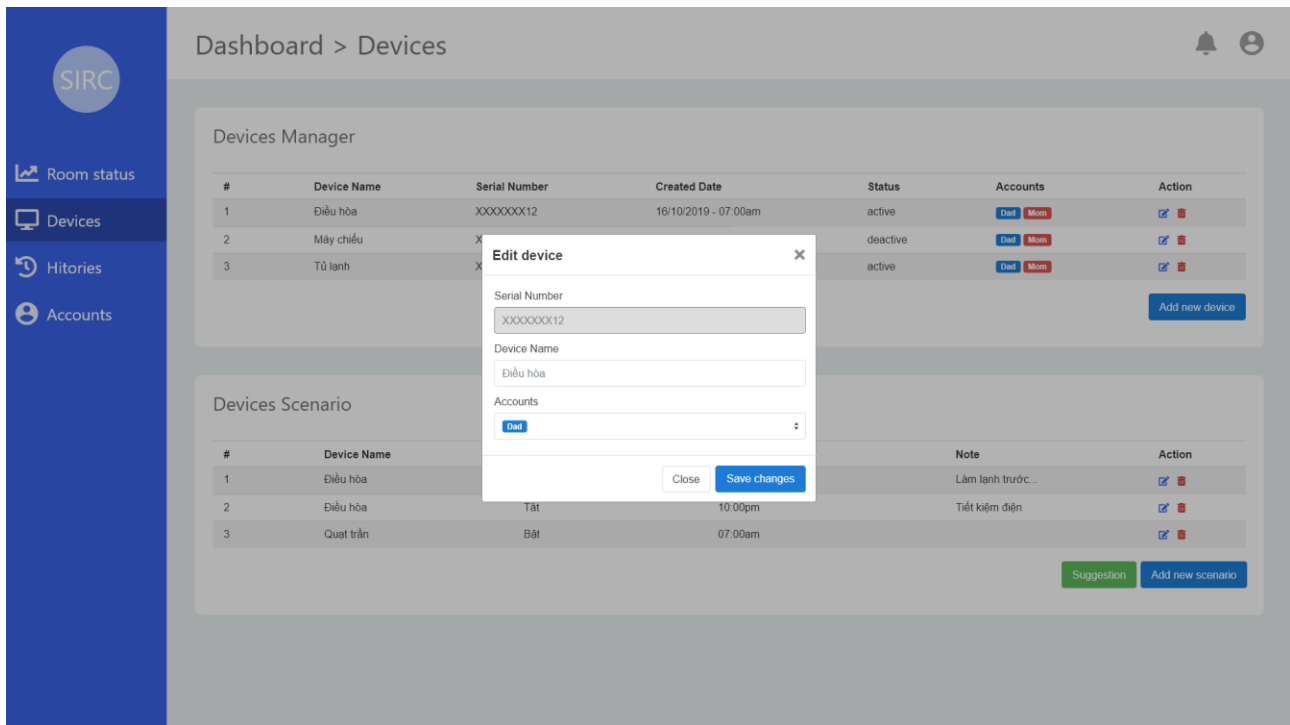 SIRC
Dashboard > Devices
Room status
Devices
Hitories
Accounts
Devices Manager
# Device Name Serial Number Created Date Status Accounts Action
1 Điều hòa XXXXXXX12 16/10/2019 - 07:00am active Dad Mom
2 Máy chiếu X deactive Dad Mom
3 Tủ lạnh X active Dad Mom
Add new device
Edit device
Serial Number
XXXXXXX12
Device Name
Điều hòa
Accounts
Dad
Close Save changes
Devices Scenario
# Device Name Note Action
1 Điều hòa Làm lạnh trước...
2 Điều hòa Tắt 10:00pm Tiết kiệm điện
3 Quạt trần Bật 07:00am
Suggestion Add new scenario